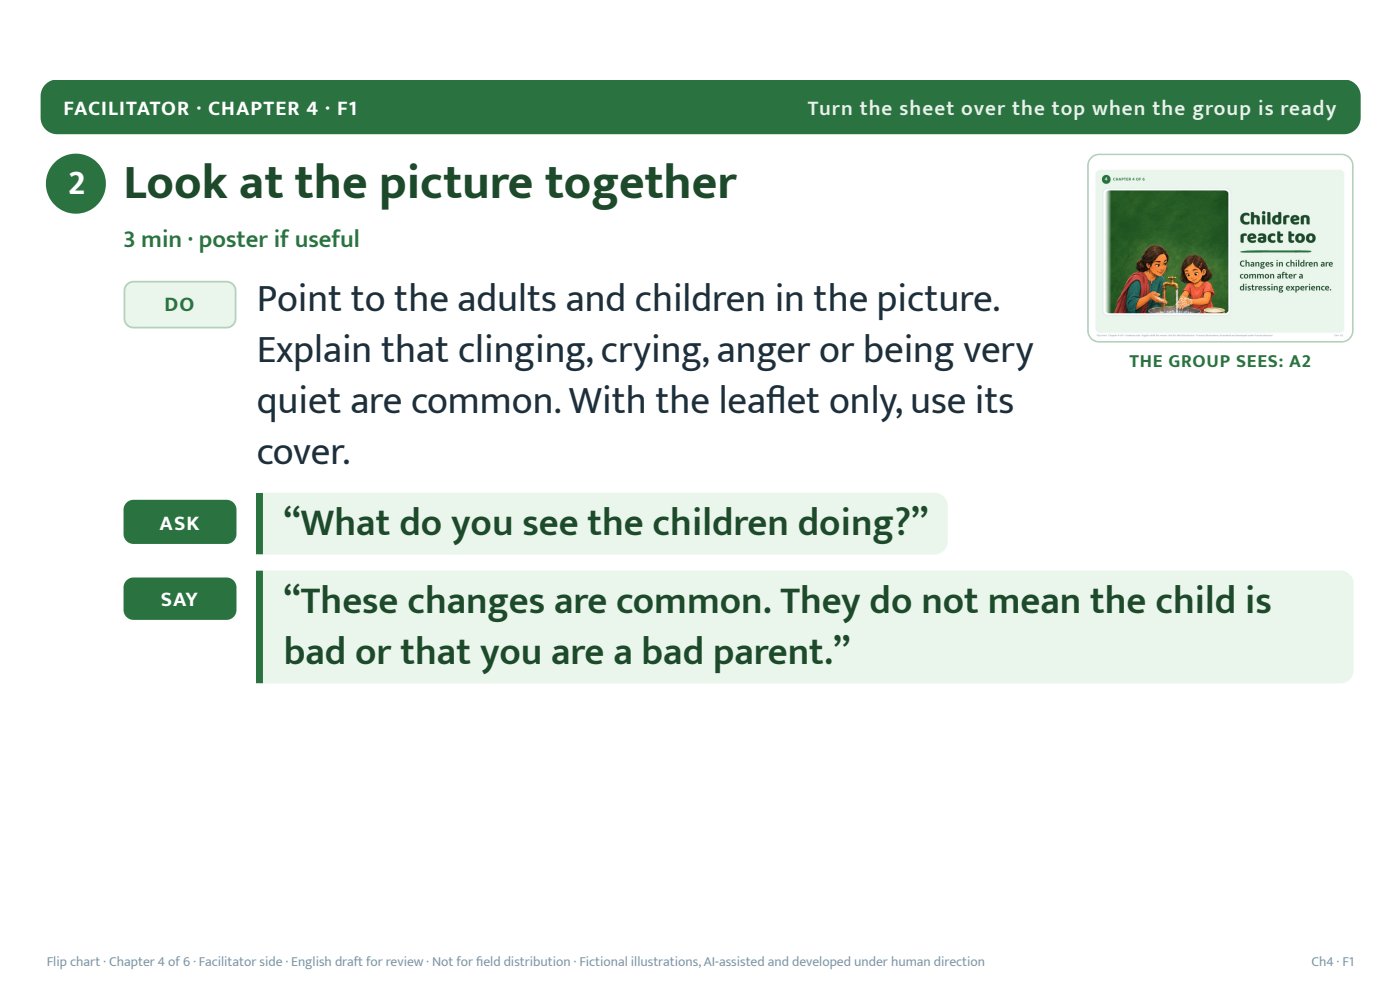 FACILITATOR · CHAPTER 4 · F1
Turn the sheet over the top when the group is ready
2
Look at the picture together
3 min · poster if useful
DO
Point to the adults and children in the picture.
Explain that clinging, crying, anger or being very
quiet are common. With the leaflet only, use its
cover.
4 CHAPTER 4 OF 6
Children
react too
Changes in children are
common after a
distressing experience.
THE GROUP SEES: A2
ASK
“What do you see the children doing?”
SAY
“These changes are common. They do not mean the child is
bad or that you are a bad parent.”
Flip chart · Chapter 4 of 6 · Facilitator side · English draft for review · Not for field distribution · Fictional illustrations, AI-assisted and developed under human direction
Ch4 · F1